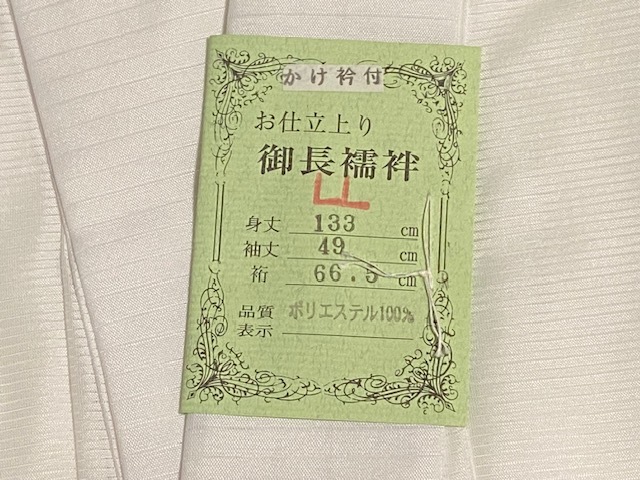 かけ衿付
お仕立上り
御長襦袢
LL
身丈 133 cm
袖丈 49 cm
裄 66.5 cm
品質 ポリエステル100%
表示